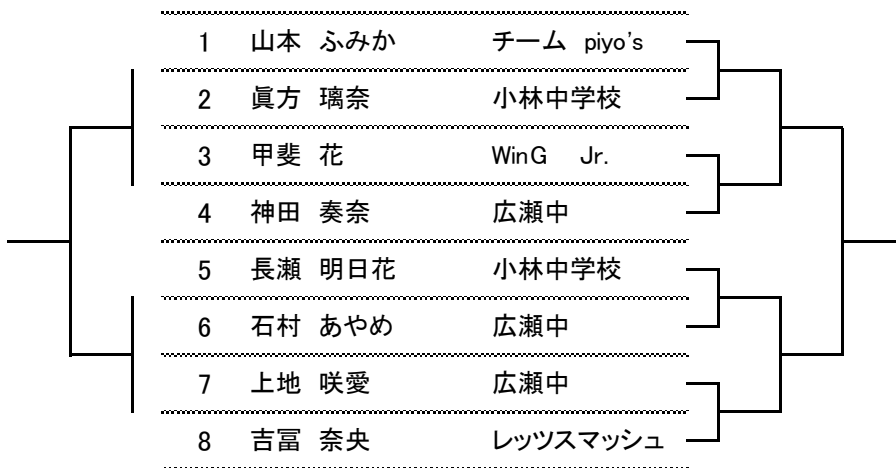 1 山本 ふみか チーム piyo's
2 眞方 璃奈 小林中学校
3 甲斐 花 WinG Jr.
4 神田 奏奈 広瀬中
5 長瀬 明日花 小林中学校
6 石村 あやめ 広瀬中
7 上地 咲愛 広瀬中
8 吉冨 奈央 レッツスマッシュ